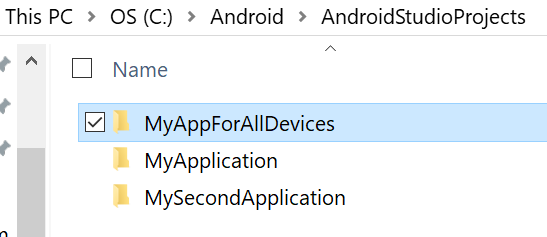 This PC > OS (C:) > Android > AndroidStudioProjects
Name
MyAppForAllDevices
MyApplication
MySecondApplication